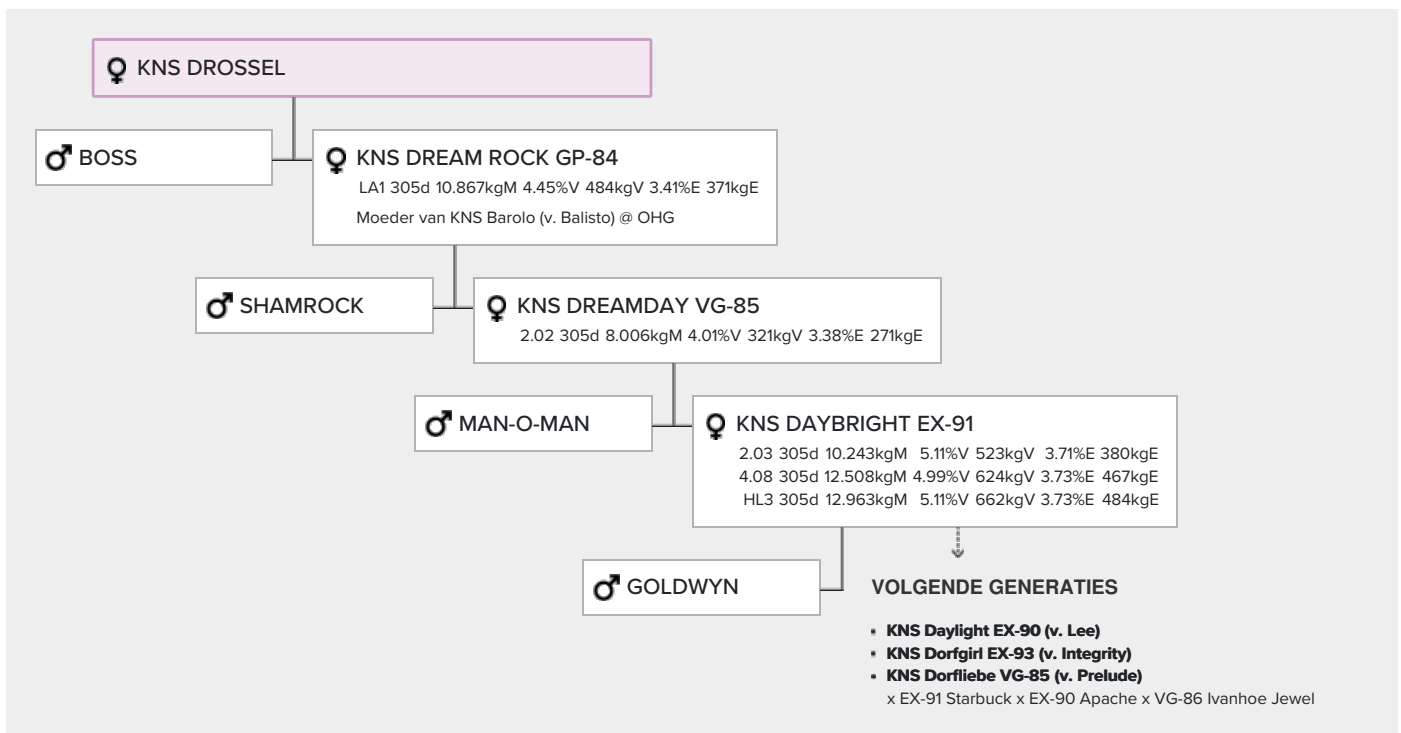 KNS DROSSEL
BOSS
KNS DREAM ROCK GP-84
LA1 305d 10.867kgM 4.45%V 484kgV 3.41%E 371kgE
Moeder van KNS Barolo (v. Balisto) @ OHG
SHAMROCK
KNS DREAMDAY VG-85
2.02 305d 8.006kgM 4.01%V 321kgV 3.38%E 271kgE
MAN-O-MAN
KNS DAYBRIGHT EX-91
2.03 305d 10.243kgM 5.11%V 523kgV 3.71%E 380kgE
4.08 305d 12.508kgM 4.99%V 624kgV 3.73%E 467kgE
HL3 305d 12.963kgM 5.11%V 662kgV 3.73%E 484kgE
GOLDWYN
VOLGENDE GENERATIES
KNS Daylight EX-90 (v. Lee)
KNS Dorfgirl EX-93 (v. Integrity)
KNS Dorfliebe VG-85 (v. Prelude)
x EX-91 Starbuck x EX-90 Apache x VG-86 Ivanhoe Jewel